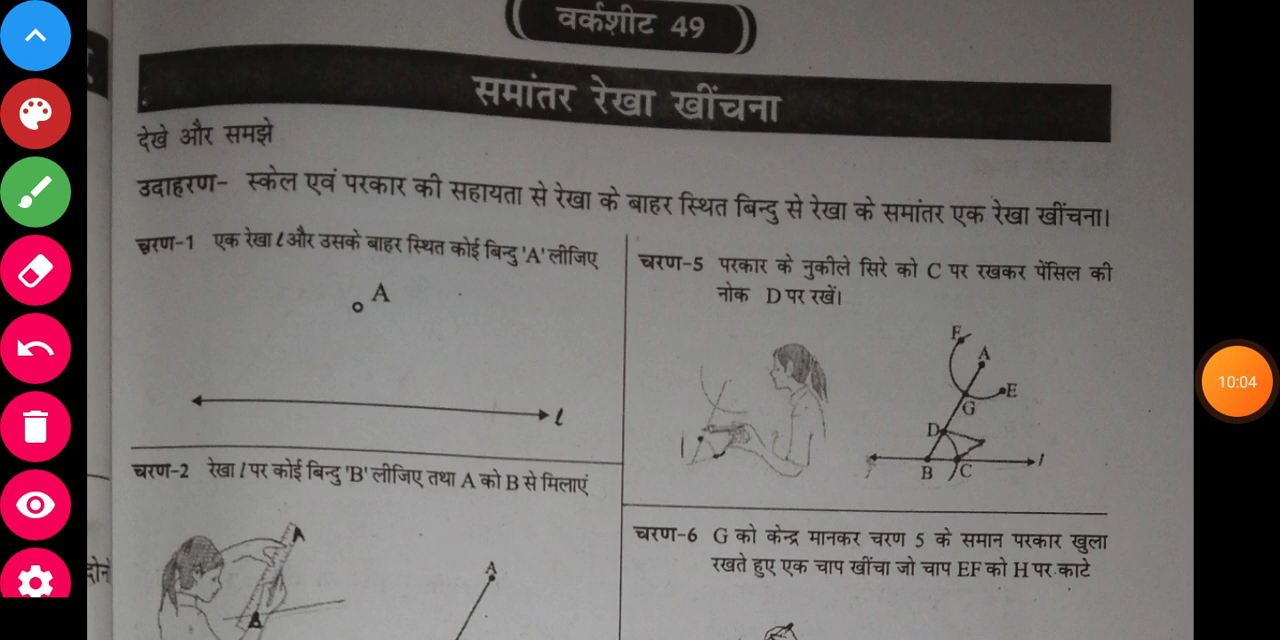 वर्कशीट 49
समांतर रेखा खींचना
देखे और समझे
उदाहरण- स्केल एवं परकार की सहायता से रेखा के बाहर स्थित बिन्दु से रेखा के समांतर एक रेखा खींचना।
चरण-1 एक रेखा l और उसके बाहर स्थित कोई बिन्दु 'A' लीजिए
A
l
चरण-2 रेखा l पर कोई बिन्दु 'B' लीजिए तथा A को B से मिलाएं
A
A
A
चरण-5 परकार के नुकीले सिरे को C पर रखकर पेंसिल की
नोक D पर रखें।
F
A
E
G
D
B C
l
चरण-6 G को केन्द्र मानकर चरण 5 के समान परकार खुला
रखते हुए एक चाप खींचा जो चाप EF को H पर काटे
दोनों
10:04